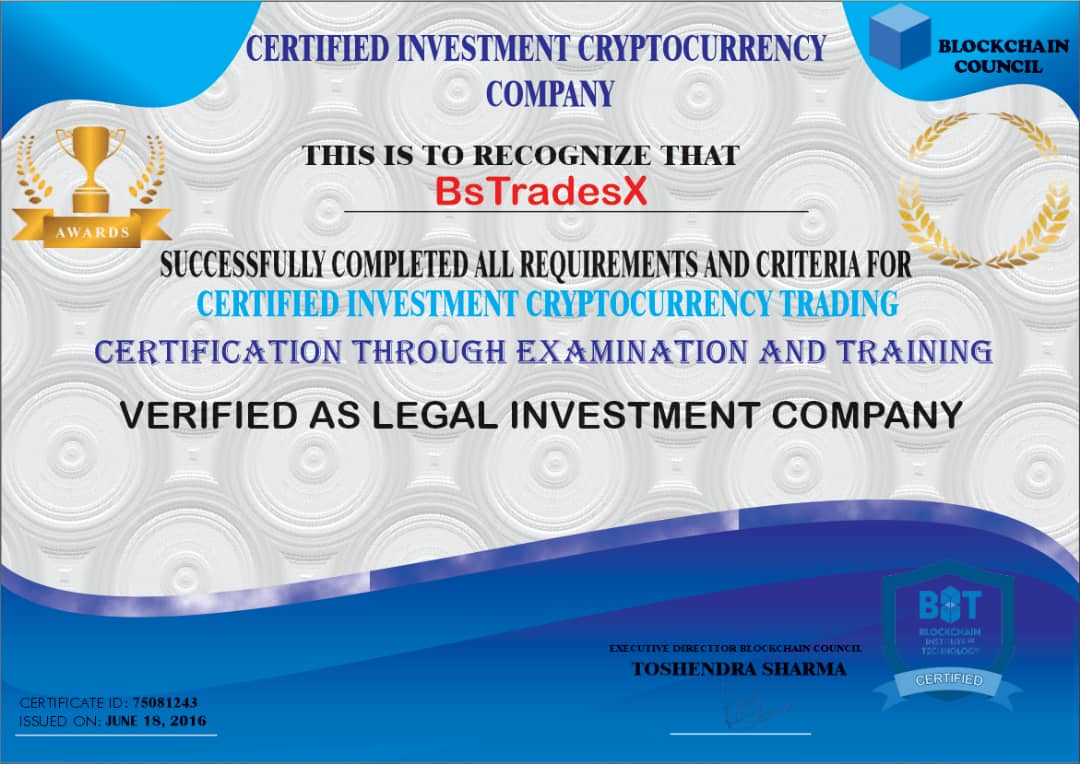 CERTIFIED INVESTMENT CRYPTOCURRENCY
COMPANY
BLOCKCHAIN
COUNCIL
THIS IS TO RECOGNIZE THAT
BsTradesX
AWARDS
SUCCESSFULLY COMPLETED ALL REQUIREMENTS AND CRITERIA FOR
CERTIFIED INVESTMENT CRYPTOCURRENCY TRADING
CERTIFICATION THROUGH EXAMINATION AND TRAINING
VERIFIED AS LEGAL INVESTMENT COMPANY
EXECUTIVE DIRECTTOR BLOCKCHAIN COUNCIL
TOSHENDRA SHARMA
CERTIFICATE ID: 75081243
ISSUED ON: JUNE 18, 2016
BOT
BLOCKCHAIN
INSTITUTE OF
TECHNOLOGY
CERTIFIED